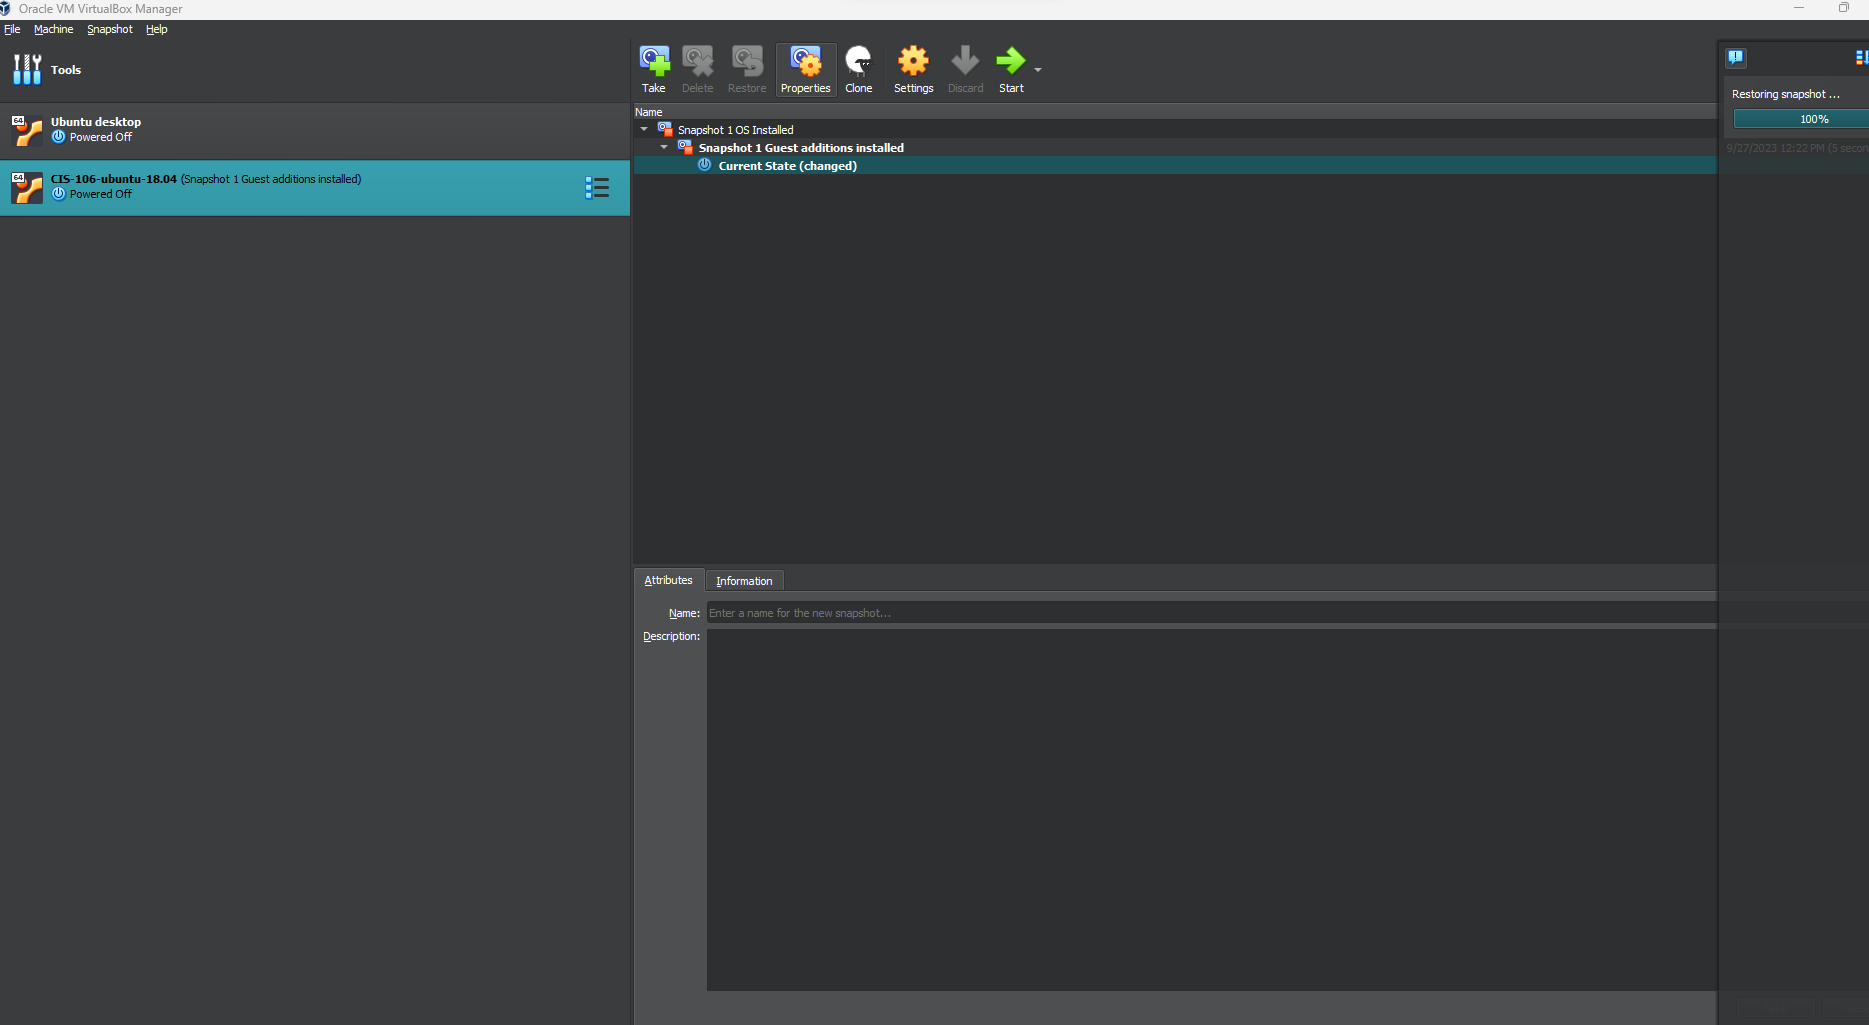 Oracle VM VirtualBox Manager
File Machine Snapshot Help
Tools
Take Delete Restore Properties Clone Settings Discard Start
64
Ubuntu desktop
Powered Off
64
CIS-106-ubuntu-18.04 (Snapshot 1 Guest additions installed)
Powered Off
Name
Snapshot 1 OS Installed
Snapshot 1 Guest additions installed
Current State (changed)
Restoring snapshot ...
100%
9/27/2023 12:22 PM (5 secon
Attributes Information
Name: Enter a name for the new snapshot...
Description: